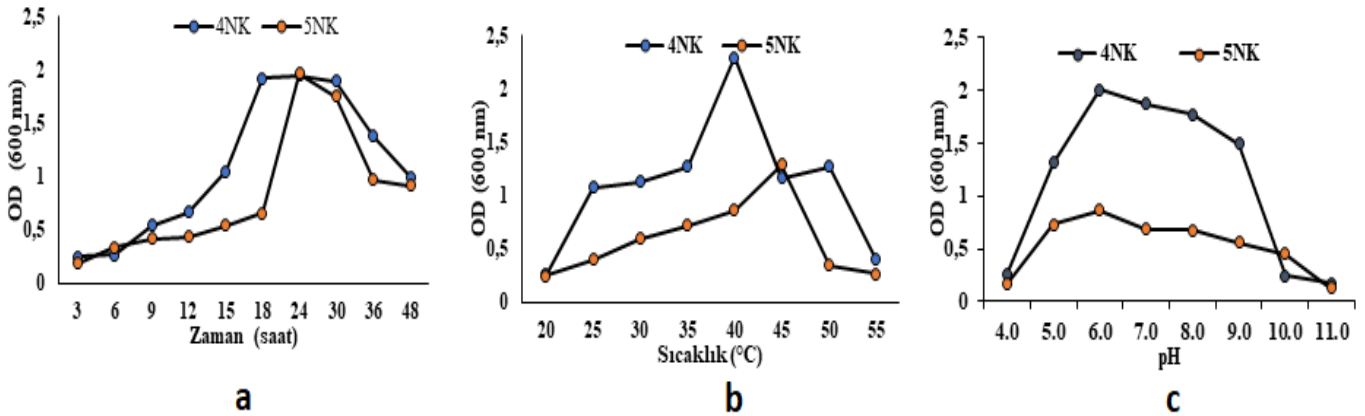 2,5
4NK 5NK
2
1,5
1
0,5
0
OD (600 nm)
3 6 9 12 15 18 24 30 36 48
Zaman (saat)
a
2,5
4NK 5NK
2
1,5
1
0,5
0
OD (600 nm)
20 25 30 35 40 45 50 55
Sıcaklık (°C)
b
2,5
4NK 5NK
2
1,5
1
0,5
0
OD (600 nm)
4.0 5.0 6.0 7.0 8.0 9.0 10.0 11.0
pH
c